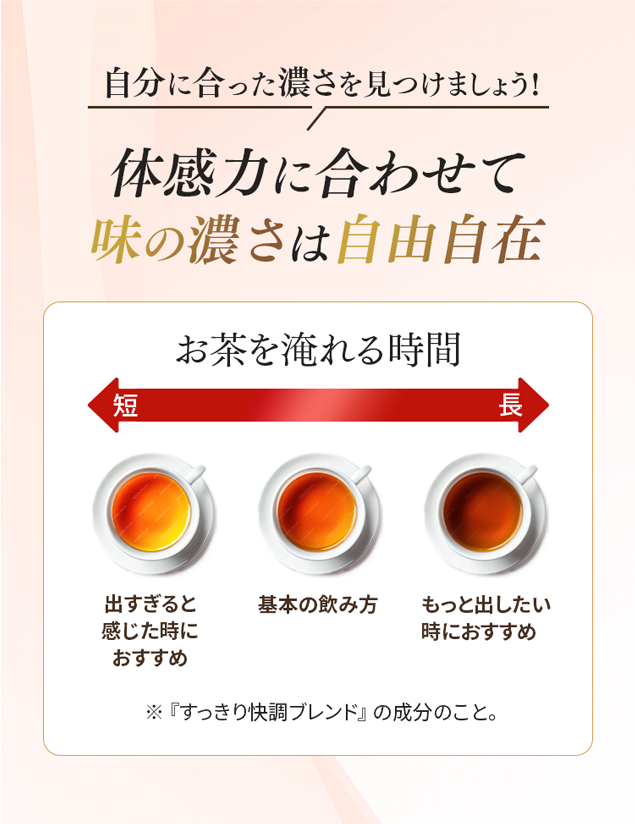 自分に合った濃さを見つけましょう!
体感力に合わせて
味の濃さは自由自在
お茶を淹れる時間
短 長
出すぎると
感じた時に
おすすめ
基本の飲み方
もっと出したい
時におすすめ
※『すっきり快調ブレンド』の成分のこと。